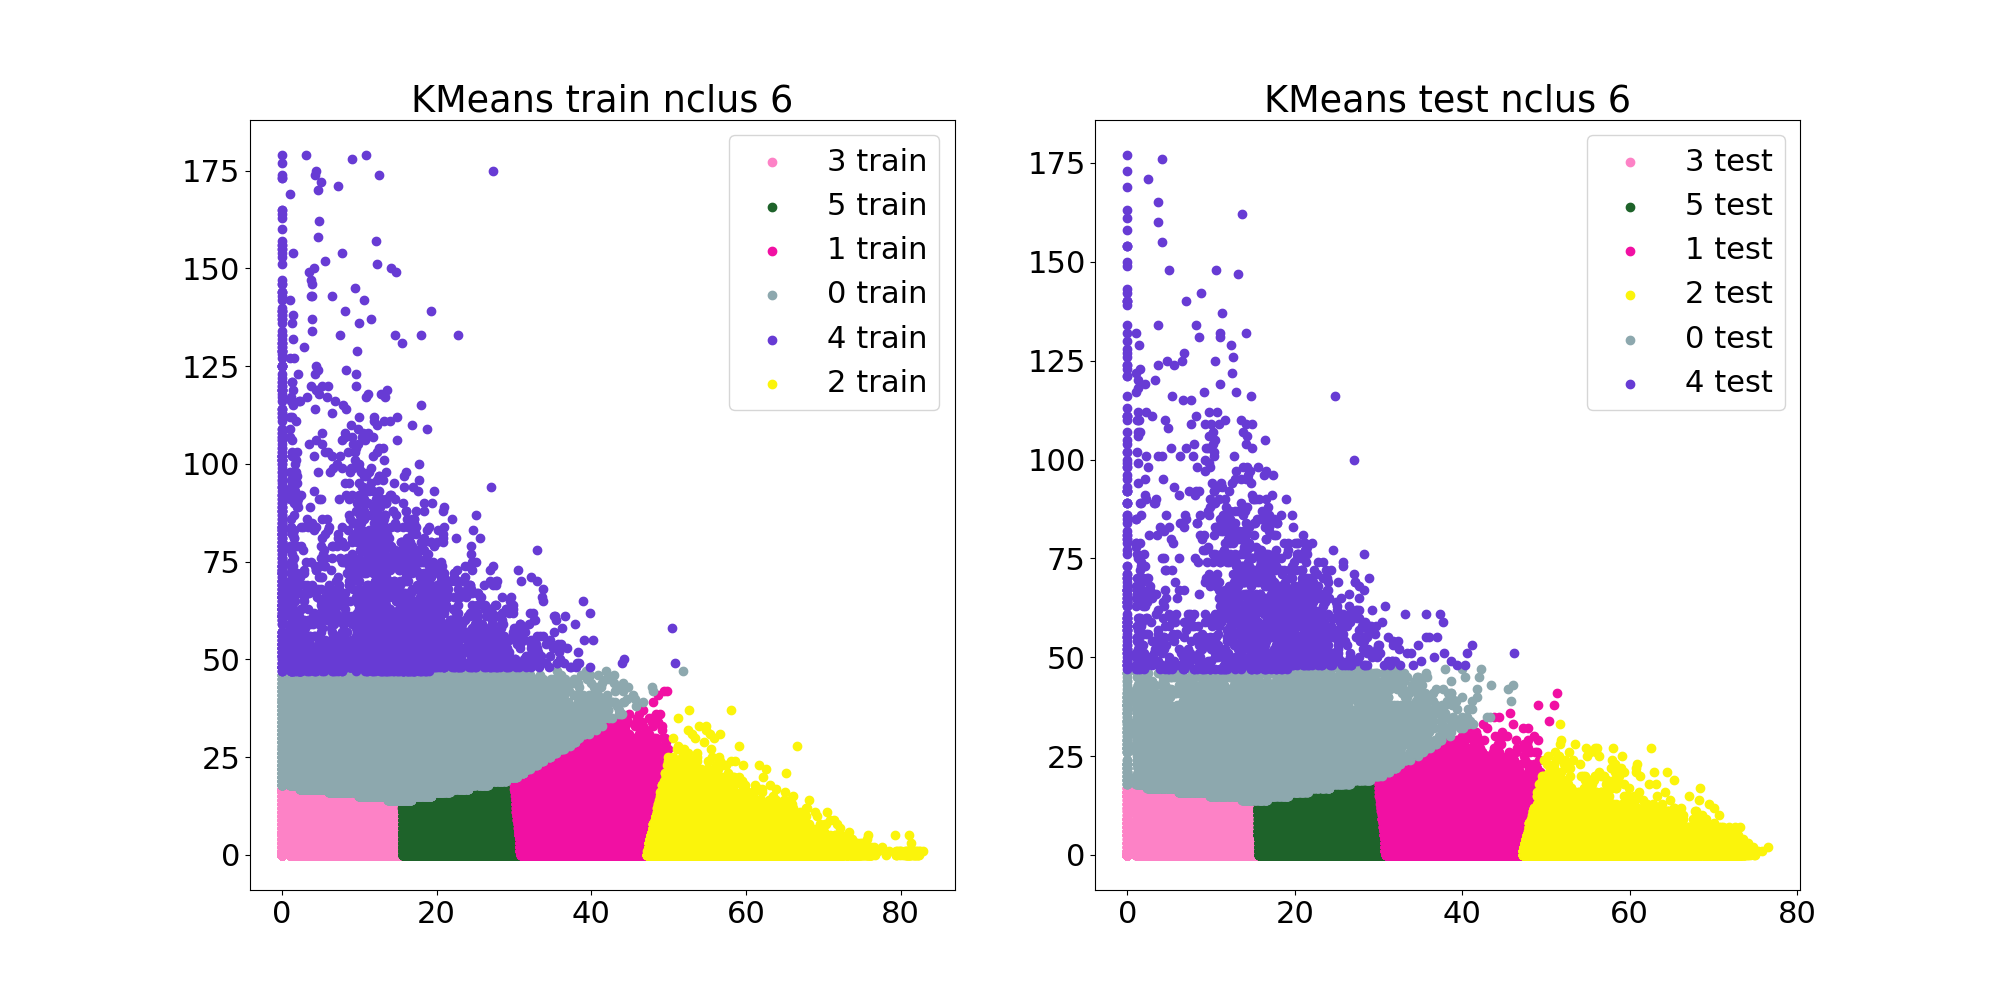 KMeans train nclus 6
175
150
125
100
75
50
25
0
0 20 40 60 80
3 train
5 train
1 train
0 train
4 train
2 train
KMeans test nclus 6
175
150
125
100
75
50
25
0
0 20 40 60 80
3 test
5 test
1 test
2 test
0 test
4 test